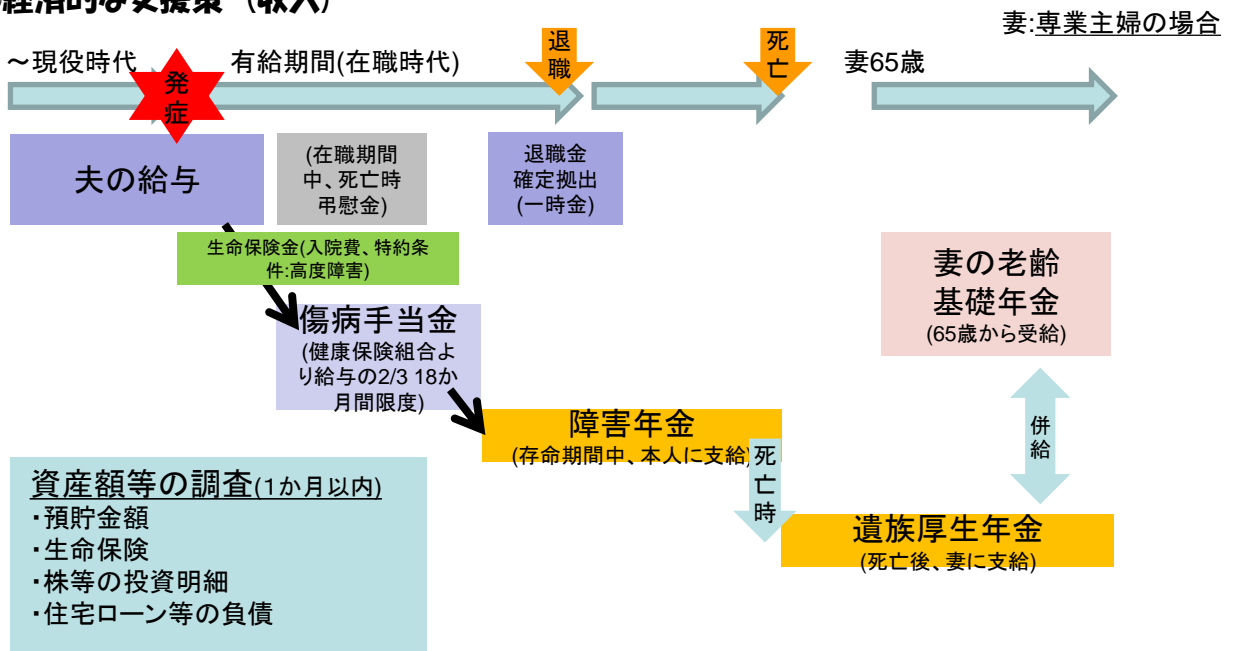 経済的な支援策（収入）
妻:専業主婦の場合
～現役時代
発
症
有給期間(在職時代)
退
職
死
亡
妻65歳
夫の給与
(在職期間
中、死亡時
弔慰金)
退職金
確定拠出
(一時金)
生命保険金(入院費、特約条
件:高度障害)
傷病手当金
(健康保険組合よ
り給与の2/3 18か
月間限度)
妻の老齢
基礎年金
(65歳から受給)
障害年金
(存命期間中、本人に支給)
死
亡
時
併
給
遺族厚生年金
(死亡後、妻に支給)
資産額等の調査(1か月以内)
・預貯金額
・生命保険
・株等の投資明細
・住宅ローン等の負債